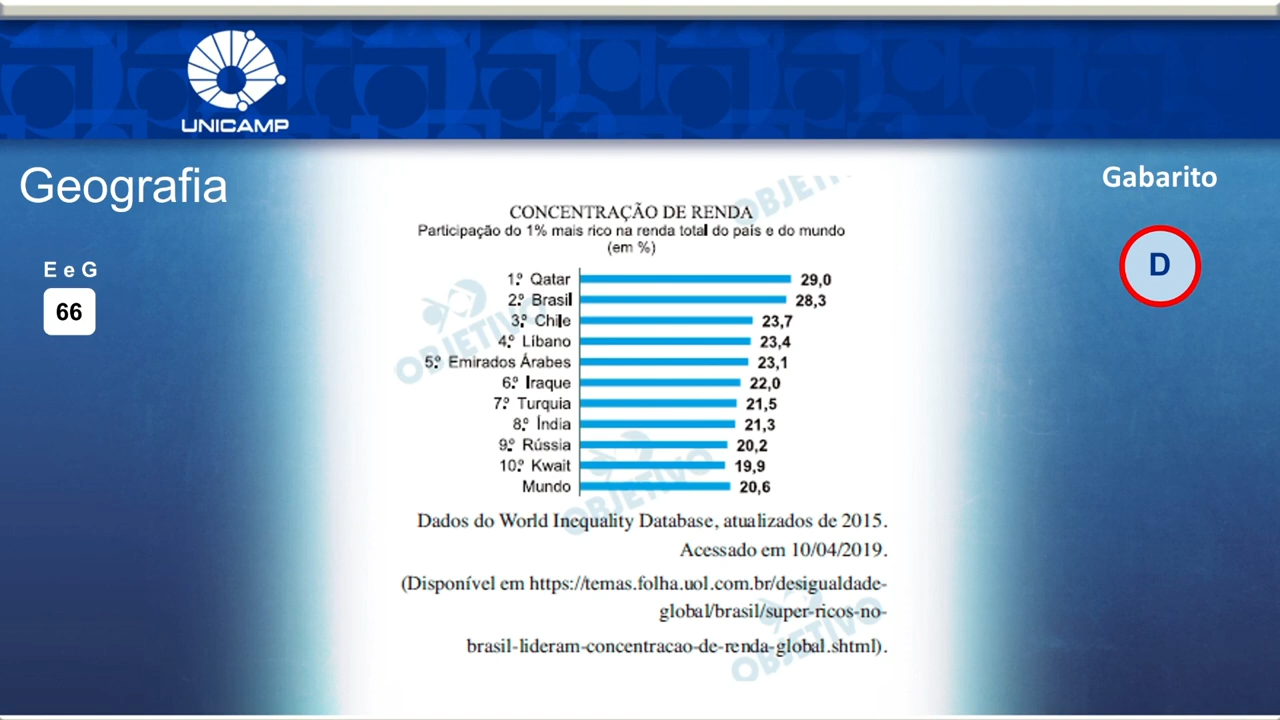 UNICAMP
Geografia
Gabarito
E e G
66
D
CONCENTRAÇÃO DE RENDA
Participação do 1% mais rico na renda total do país e do mundo
(em %)
1º Qatar 29,0
2º Brasil 28,3
3º Chile 23,7
4º Líbano 23,4
5º Emirados Árabes 23,1
6º Iraque 22,0
7º Turquia 21,5
8º Índia 21,3
9º Rússia 20,2
10º Kwait 19,9
Mundo 20,6
Dados do World Inequality Database, atualizados de 2015.
Acessado em 10/04/2019.
(Disponível em https://temas.folha.uol.com.br/desigualdade-
global/brasil/super-ricos-no-
brasil-lideram-concentracao-de-renda-global.shtml).
OBJETIVO
OBJETIVO
OBJETIVO
OBJETIVO